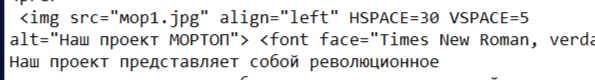 <img src="мор1.jpg" align="left" HSPACE=30 VSPACE=5
alt="Наш проект МОРТОП"> <font face="Times New Roman, verda
Наш проект представляет собой революционное